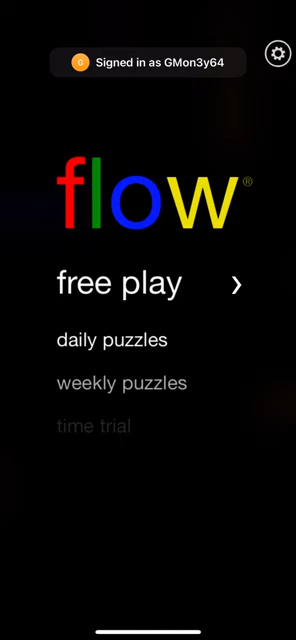 G Signed in as GMon3y64
flow®
free play ❯
daily puzzles
weekly puzzles
time trial